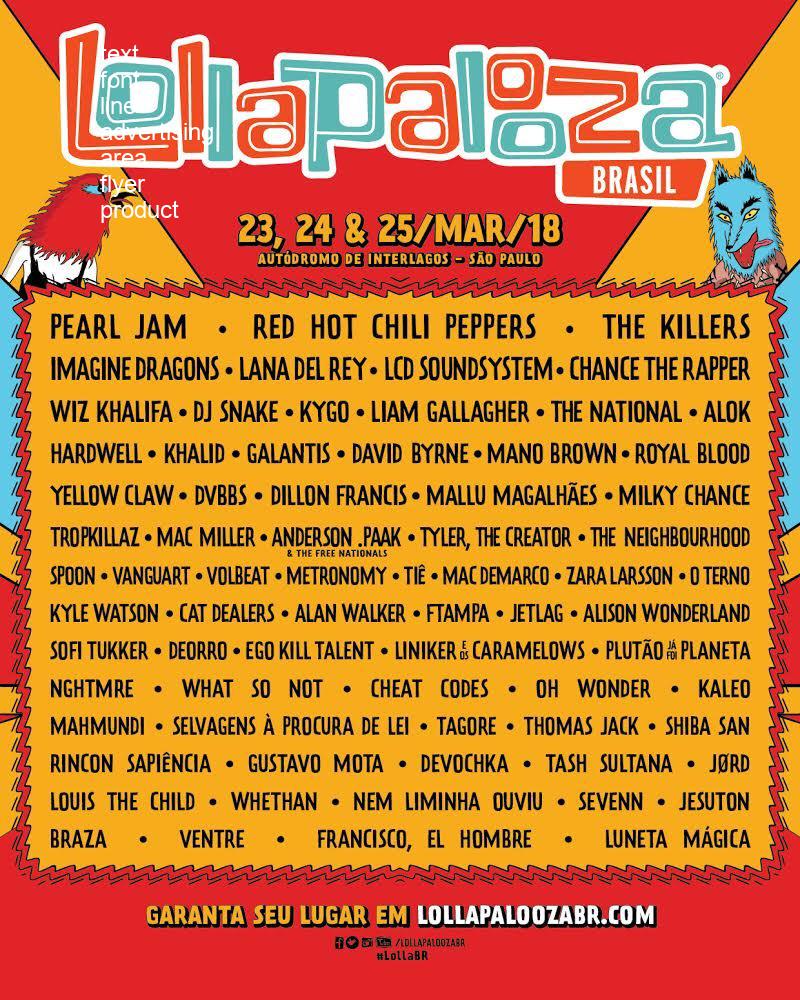 Lollapalooza®
text
font
line
advertising
area
flyer
product
BRASIL
23, 24 & 25/MAR/18
AUTÓDROMO DE INTERLAGOS – SÃO PAULO
PEARL JAM • RED HOT CHILI PEPPERS • THE KILLERS
IMAGINE DRAGONS • LANA DEL REY • LCD SOUNDSYSTEM • CHANCE THE RAPPER
WIZ KHALIFA • DJ SNAKE • KYGO • LIAM GALLAGHER • THE NATIONAL • ALOK
HARDWELL • KHALID • GALANTIS • DAVID BYRNE • MANO BROWN • ROYAL BLOOD
YELLOW CLAW • DVBBS • DILLON FRANCIS • MALLU MAGALHÃES • MILKY CHANCE
TROPKILLAZ • MAC MILLER • ANDERSON .PAAK • TYLER, THE CREATOR • THE NEIGHBOURHOOD
& THE FREE NATIONALS
SPOON • VANGUART • VOLBEAT • METRONOMY • TIÊ • MAC DEMARCO • ZARA LARSSON • O TERNO
KYLE WATSON • CAT DEALERS • ALAN WALKER • FTAMPA • JETLAG • ALISON WONDERLAND
SOFI TUKKER • DEORRO • EGO KILL TALENT • LINIKER E OS CARAMELOWS • PLUTÃO JÁ FOI PLANETA
NGHTMRE • WHAT SO NOT • CHEAT CODES • OH WONDER • KALEO
MAHMUNDI • SELVAGENS À PROCURA DE LEI • TAGORE • THOMAS JACK • SHIBA SAN
RINCON SAPIÊNCIA • GUSTAVO MOTA • DEVOCHKA • TASH SULTANA • JØRD
LOUIS THE CHILD • WHETHAN • NEM LIMINHA OUVIU • SEVENN • JESUTON
BRAZA • VENTRE • FRANCISCO, EL HOMBRE • LUNETA MÁGICA
GARANTA SEU LUGAR EM LOLLAPALOOZABR.COM
/LOLLAPALOOZABR
#LollaBR